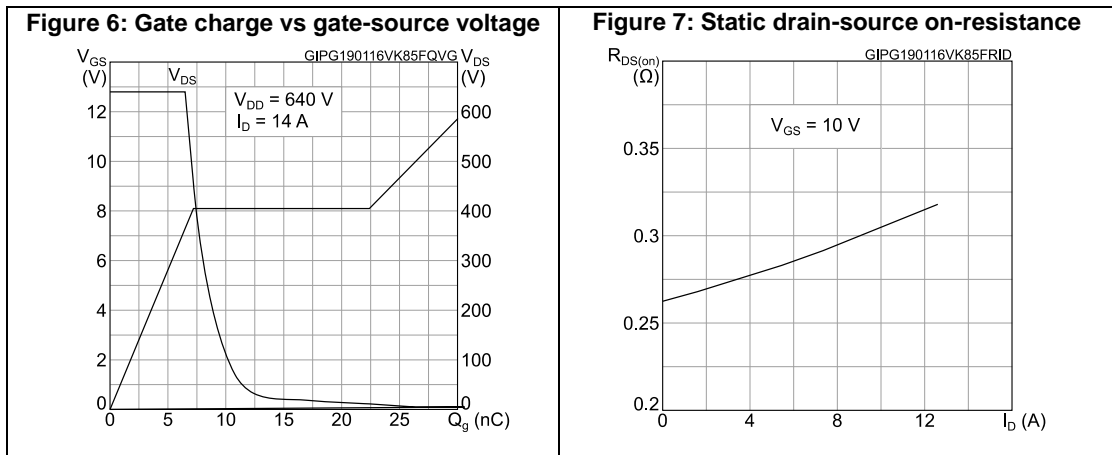 Figure 6: Gate charge vs gate-source voltage
V_GS
(V)
GIPG190116VK85FQVG
V_DS
(V)
V_DS
V_DD = 640 V
I_D = 14 A
12
10
8
6
4
2
0
600
500
400
300
200
100
0
0 5 10 15 20 25 Q_g (nC)
Figure 7: Static drain-source on-resistance
R_DS(on)
(Ω)
GIPG190116VK85FRID
V_GS = 10 V
0.35
0.3
0.25
0.2
0 4 8 12 I_D (A)